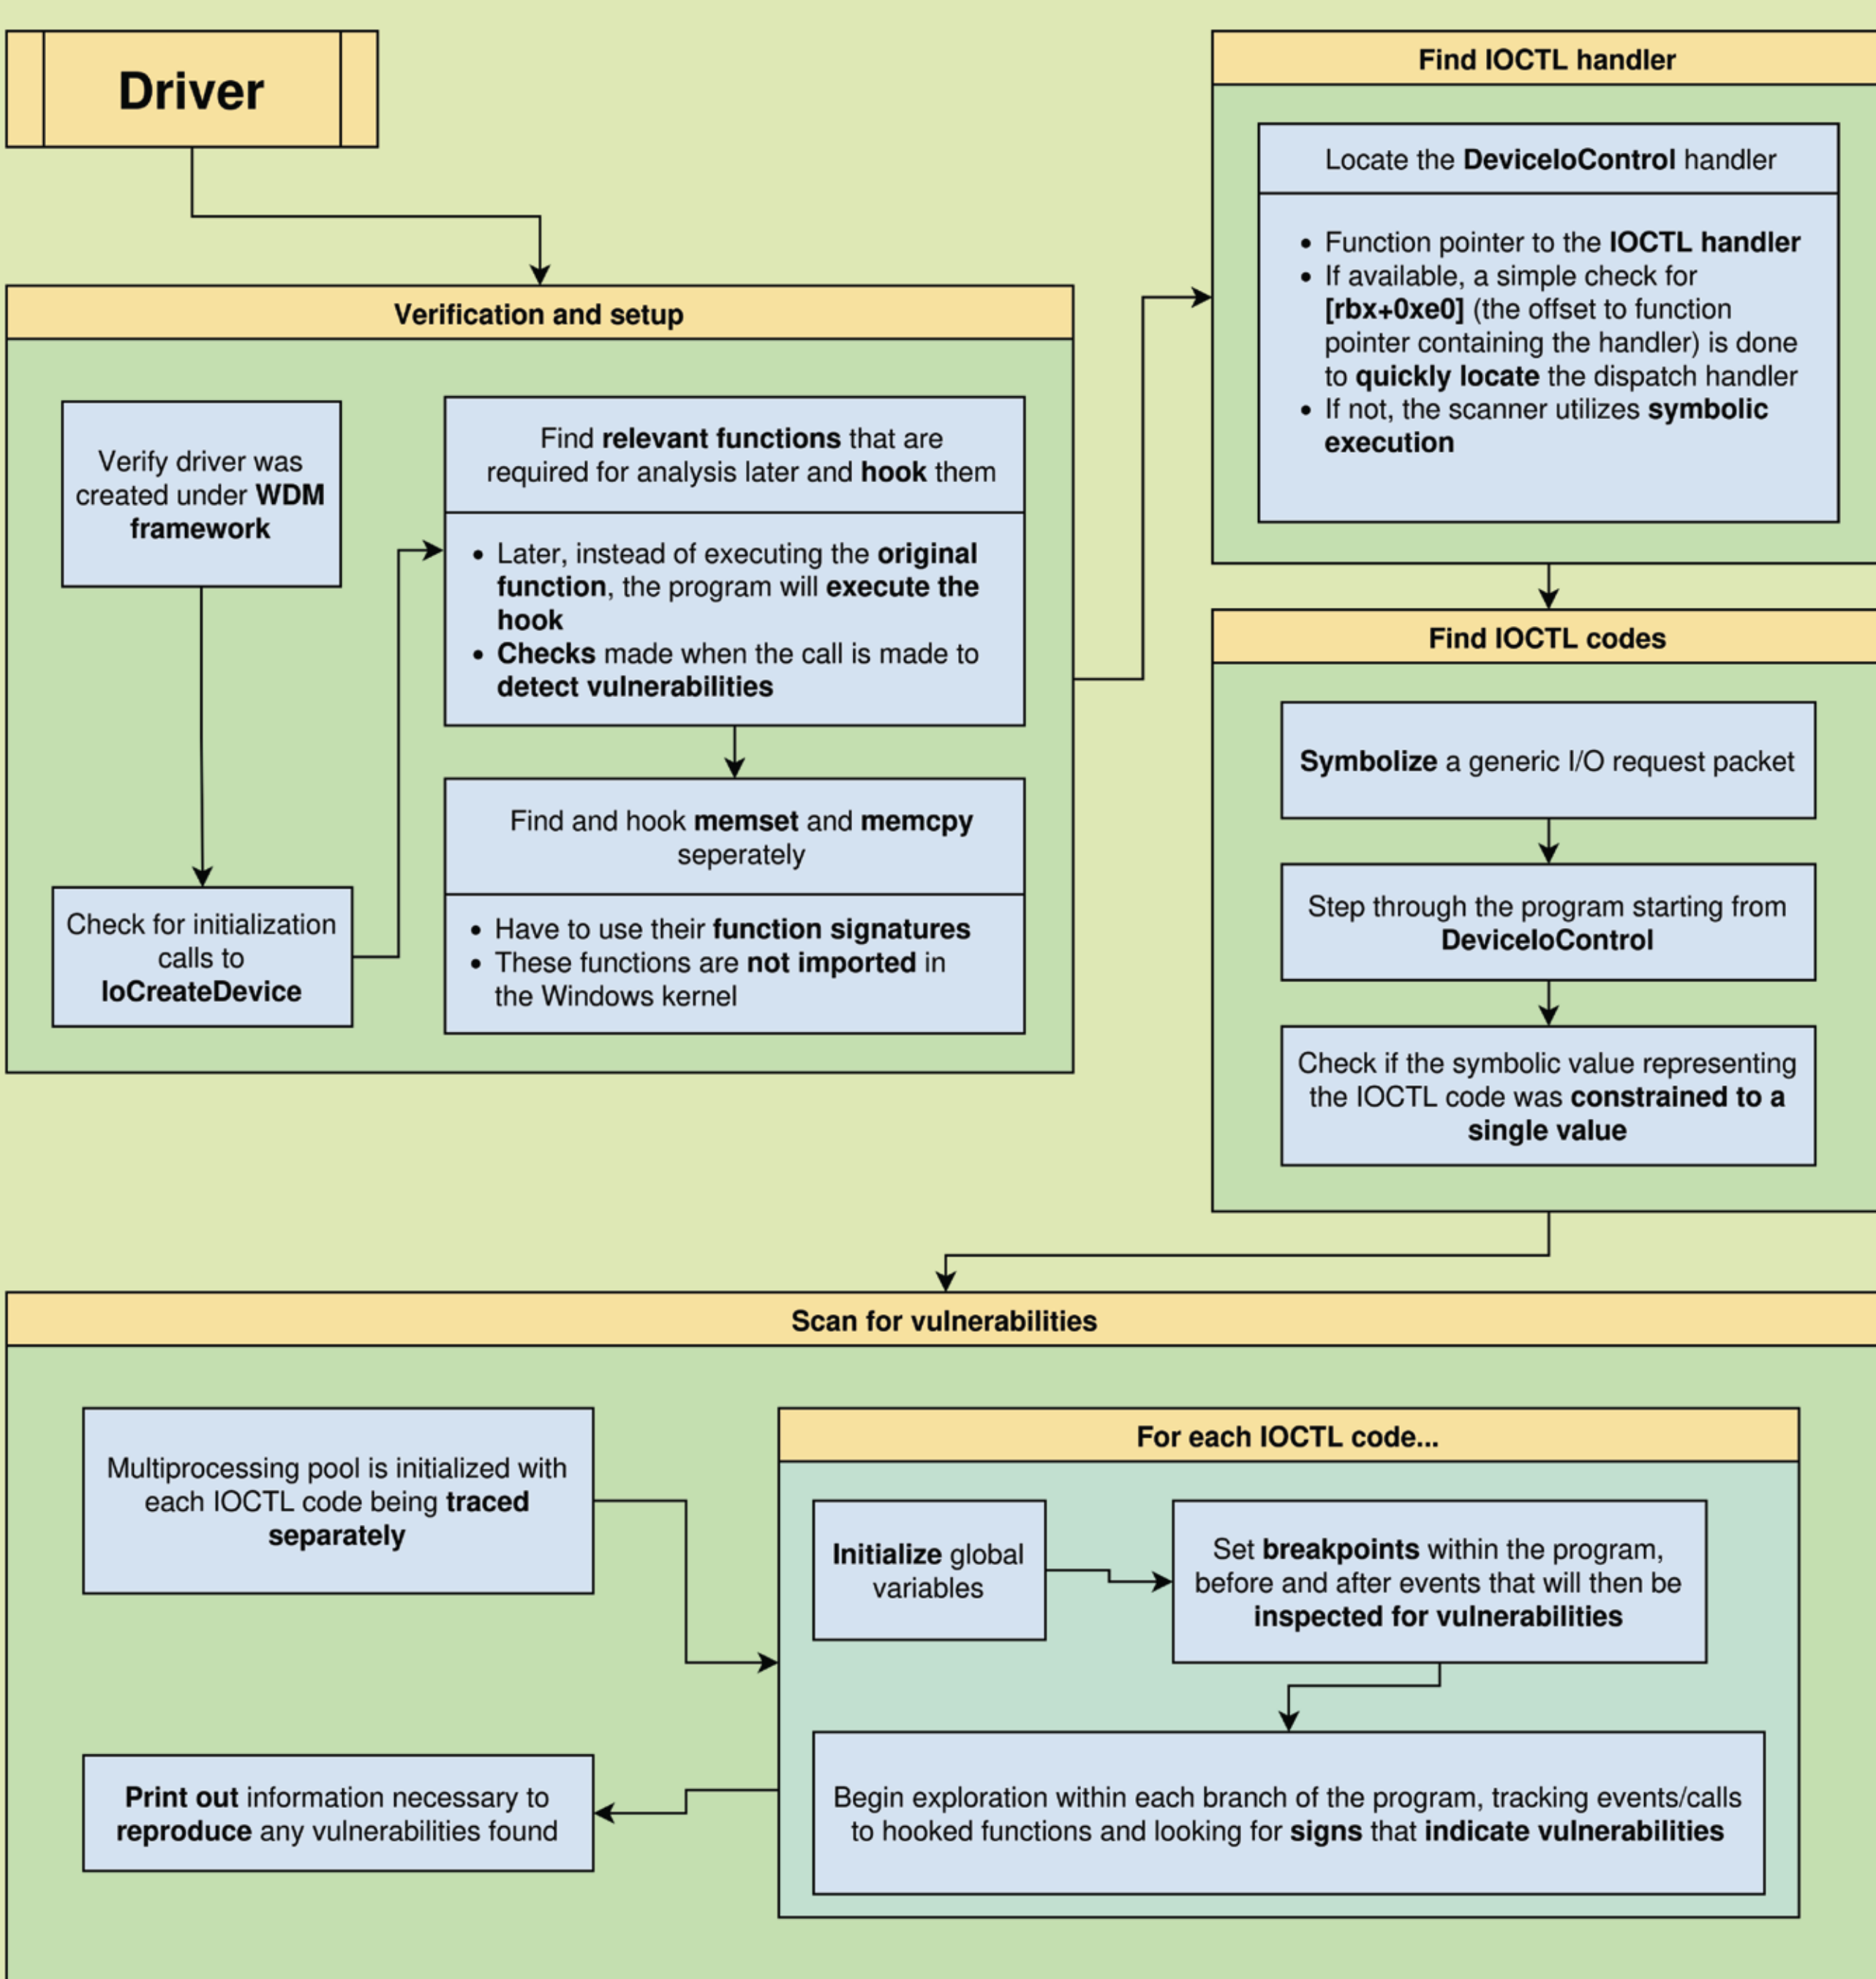 Driver
Verification and setup
Verify driver was
created under WDM
framework
Check for initialization
calls to
IoCreateDevice
Find relevant functions that are
required for analysis later and hook them
• Later, instead of executing the original
function, the program will execute the
hook
• Checks made when the call is made to
detect vulnerabilities
Find and hook memset and memcpy
seperately
• Have to use their function signatures
• These functions are not imported in
the Windows kernel
Find IOCTL handler
Locate the DeviceIoControl handler
• Function pointer to the IOCTL handler
• If available, a simple check for
[rbx+0xe0] (the offset to function
pointer containing the handler) is done
to quickly locate the dispatch handler
• If not, the scanner utilizes symbolic
execution
Find IOCTL codes
Symbolize a generic I/O request packet
Step through the program starting from
DeviceIoControl
Check if the symbolic value representing
the IOCTL code was constrained to a
single value
Scan for vulnerabilities
Multiprocessing pool is initialized with
each IOCTL code being traced
separately
For each IOCTL code...
Initialize global
variables
Set breakpoints within the program,
before and after events that will then be
inspected for vulnerabilities
Begin exploration within each branch of the program, tracking events/calls
to hooked functions and looking for signs that indicate vulnerabilities
Print out information necessary to
reproduce any vulnerabilities found